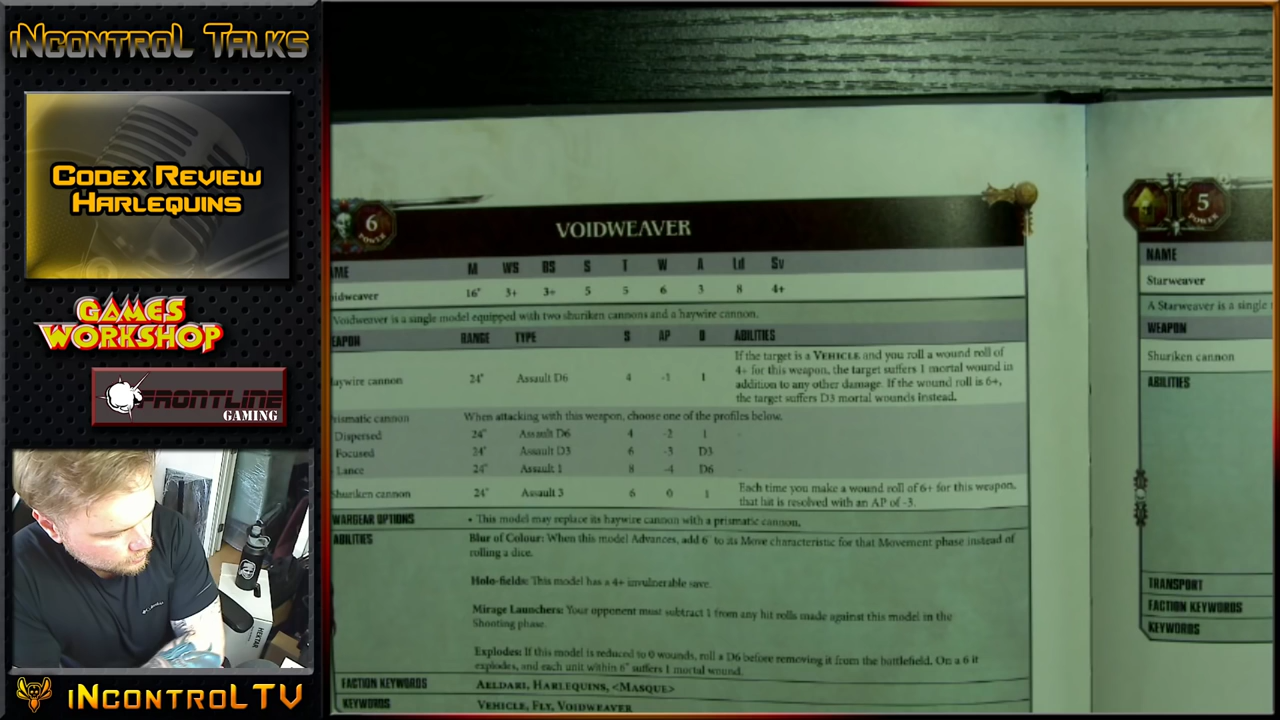 iNcontroL Talks
Codex Review
Harlequins
GAMES
WORKSHOP
FRONTLINE
GAMING
iNcontroLTV
6
POWER
VOIDWEAVER
M WS BS S T W A Ld Sv
16" 3+ 3+ 5 5 6 3 8 4+
Voidweaver is a single model equipped with two shuriken cannons and a haywire cannon.
RANGE TYPE S AP D ABILITIES
24" Assault D6 4 -1 1
If the target is a VEHICLE and you roll a wound roll of
4+ for this weapon, the target suffers 1 mortal wound in
addition to any other damage. If the wound roll is 6+,
the target suffers D3 mortal wounds instead.
cannon When attacking with this weapon, choose one of the profiles below.
Dispersed 24" Assault D6 4 -2 1 -
Focused 24" Assault D3 6 -3 D3
Lance 24" Assault 1 8 -4 D6 -
Shuriken cannon 24" Assault 3 6 0 1
Each time you make a wound roll of 6+ for this weapon,
that hit is resolved with an AP of -3.
WARGEAR OPTIONS • This model may replace its haywire cannon with a prismatic cannon.
ABILITIES Blur of Colour: When this model Advances, add 6" to its Move characteristic for that Movement phase instead of
rolling a dice.
Holo-fields: This model has a 4+ invulnerable save.
Mirage Launchers: Your opponent must subtract 1 from any hit rolls made against this model in the
Shooting phase.
Explodes: If this model is reduced to 0 wounds, roll a D6 before removing it from the battlefield. On a 6 it
explodes, and each unit within 6" suffers 1 mortal wound.
FACTION KEYWORDS AELDARI, HARLEQUINS, <MASQUE>
KEYWORDS VEHICLE, FLY, VOIDWEAVER
5
POWER
NAME
Starweaver
A Starweaver is a single
WEAPON
Shuriken cannon
ABILITIES
TRANSPORT
FACTION KEYWORDS
KEYWORDS